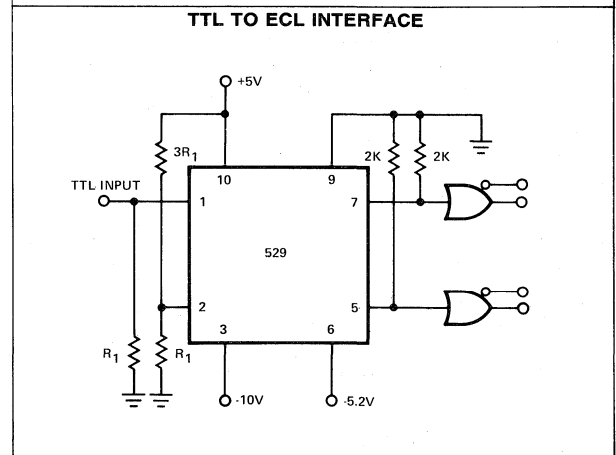 TTL TO ECL INTERFACE
+5V
3R1
2K
2K
10
9
TTL INPUT
1
7
529
2
5
3
6
R1
R1
-10V
-5.2V